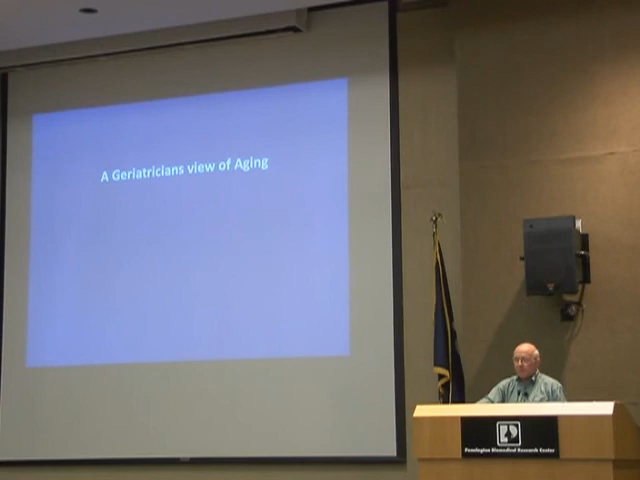 A Geriatricians view of Aging
Pennington Biomedical Research Center